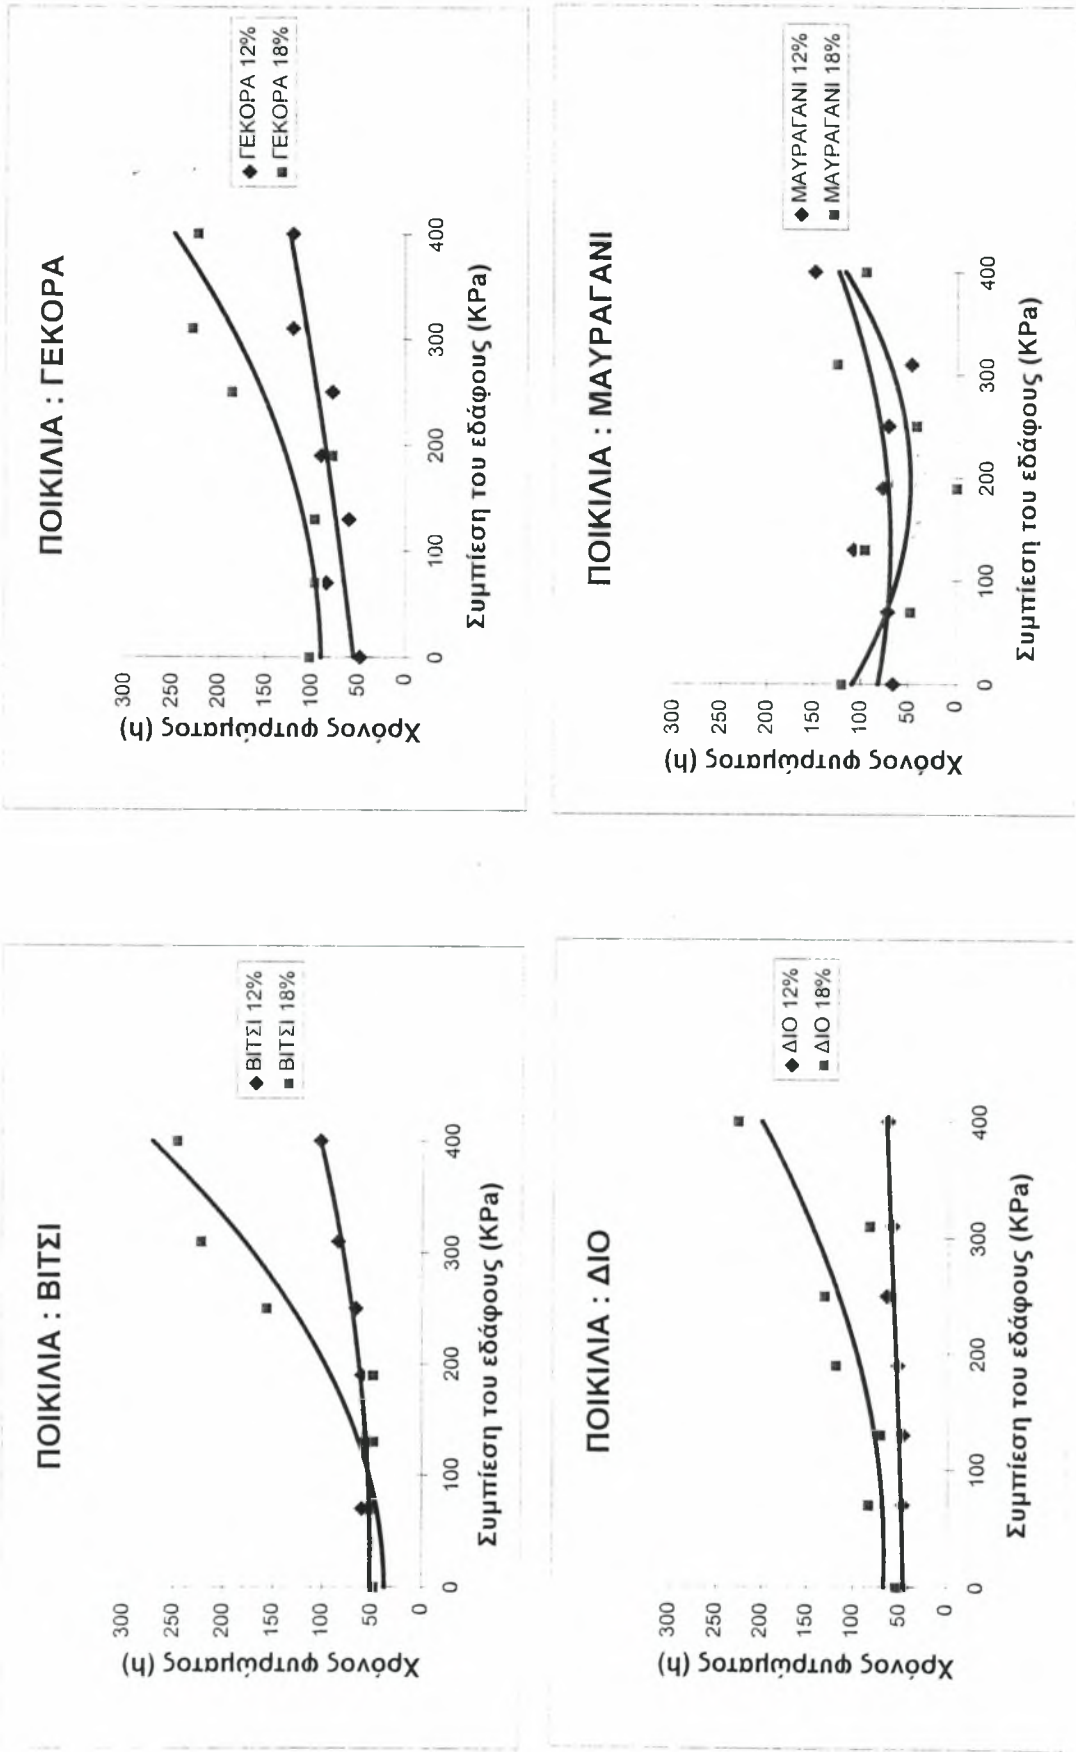 ΠΟΙΚΙΛΙΑ : ΒΙΤΣΙ
Χρόνος φυτρώματος (h)
300
250
200
150
100
50
0
0 100 200 300 400
Συμπίεση του εδάφους (KPa)
ΒΙΤΣΙ 12%
ΒΙΤΣΙ 18%
ΠΟΙΚΙΛΙΑ : ΓΕΚΟΡΑ
Χρόνος φυτρώματος (h)
300
250
200
150
100
50
0
0 100 200 300 400
Συμπίεση του εδάφους (KPa)
ΓΕΚΟΡΑ 12%
ΓΕΚΟΡΑ 18%
ΠΟΙΚΙΛΙΑ : ΔΙΟ
Χρόνος φυτρώματος (h)
300
250
200
150
100
50
0
0 100 200 300 400
Συμπίεση του εδάφους (KPa)
ΔΙΟ 12%
ΔΙΟ 18%
ΠΟΙΚΙΛΙΑ : ΜΑΥΡΑΓΑΝΙ
Χρόνος φυτρώματος (h)
300
250
200
150
100
50
0
0 100 200 300 400
Συμπίεση του εδάφους (KPa)
ΜΑΥΡΑΓΑΝΙ 12%
ΜΑΥΡΑΓΑΝΙ 18%